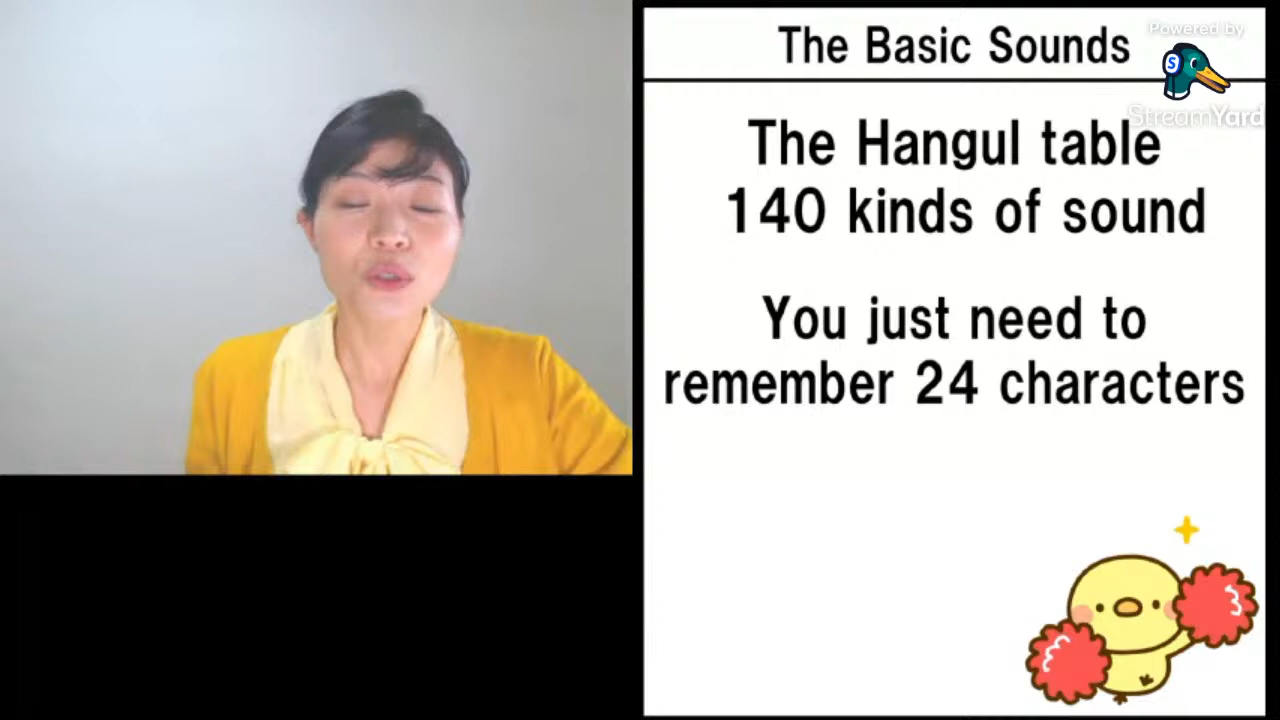 The Basic Sounds
Powered by
S
StreamYard
The Hangul table
140 kinds of sound
You just need to
remember 24 characters